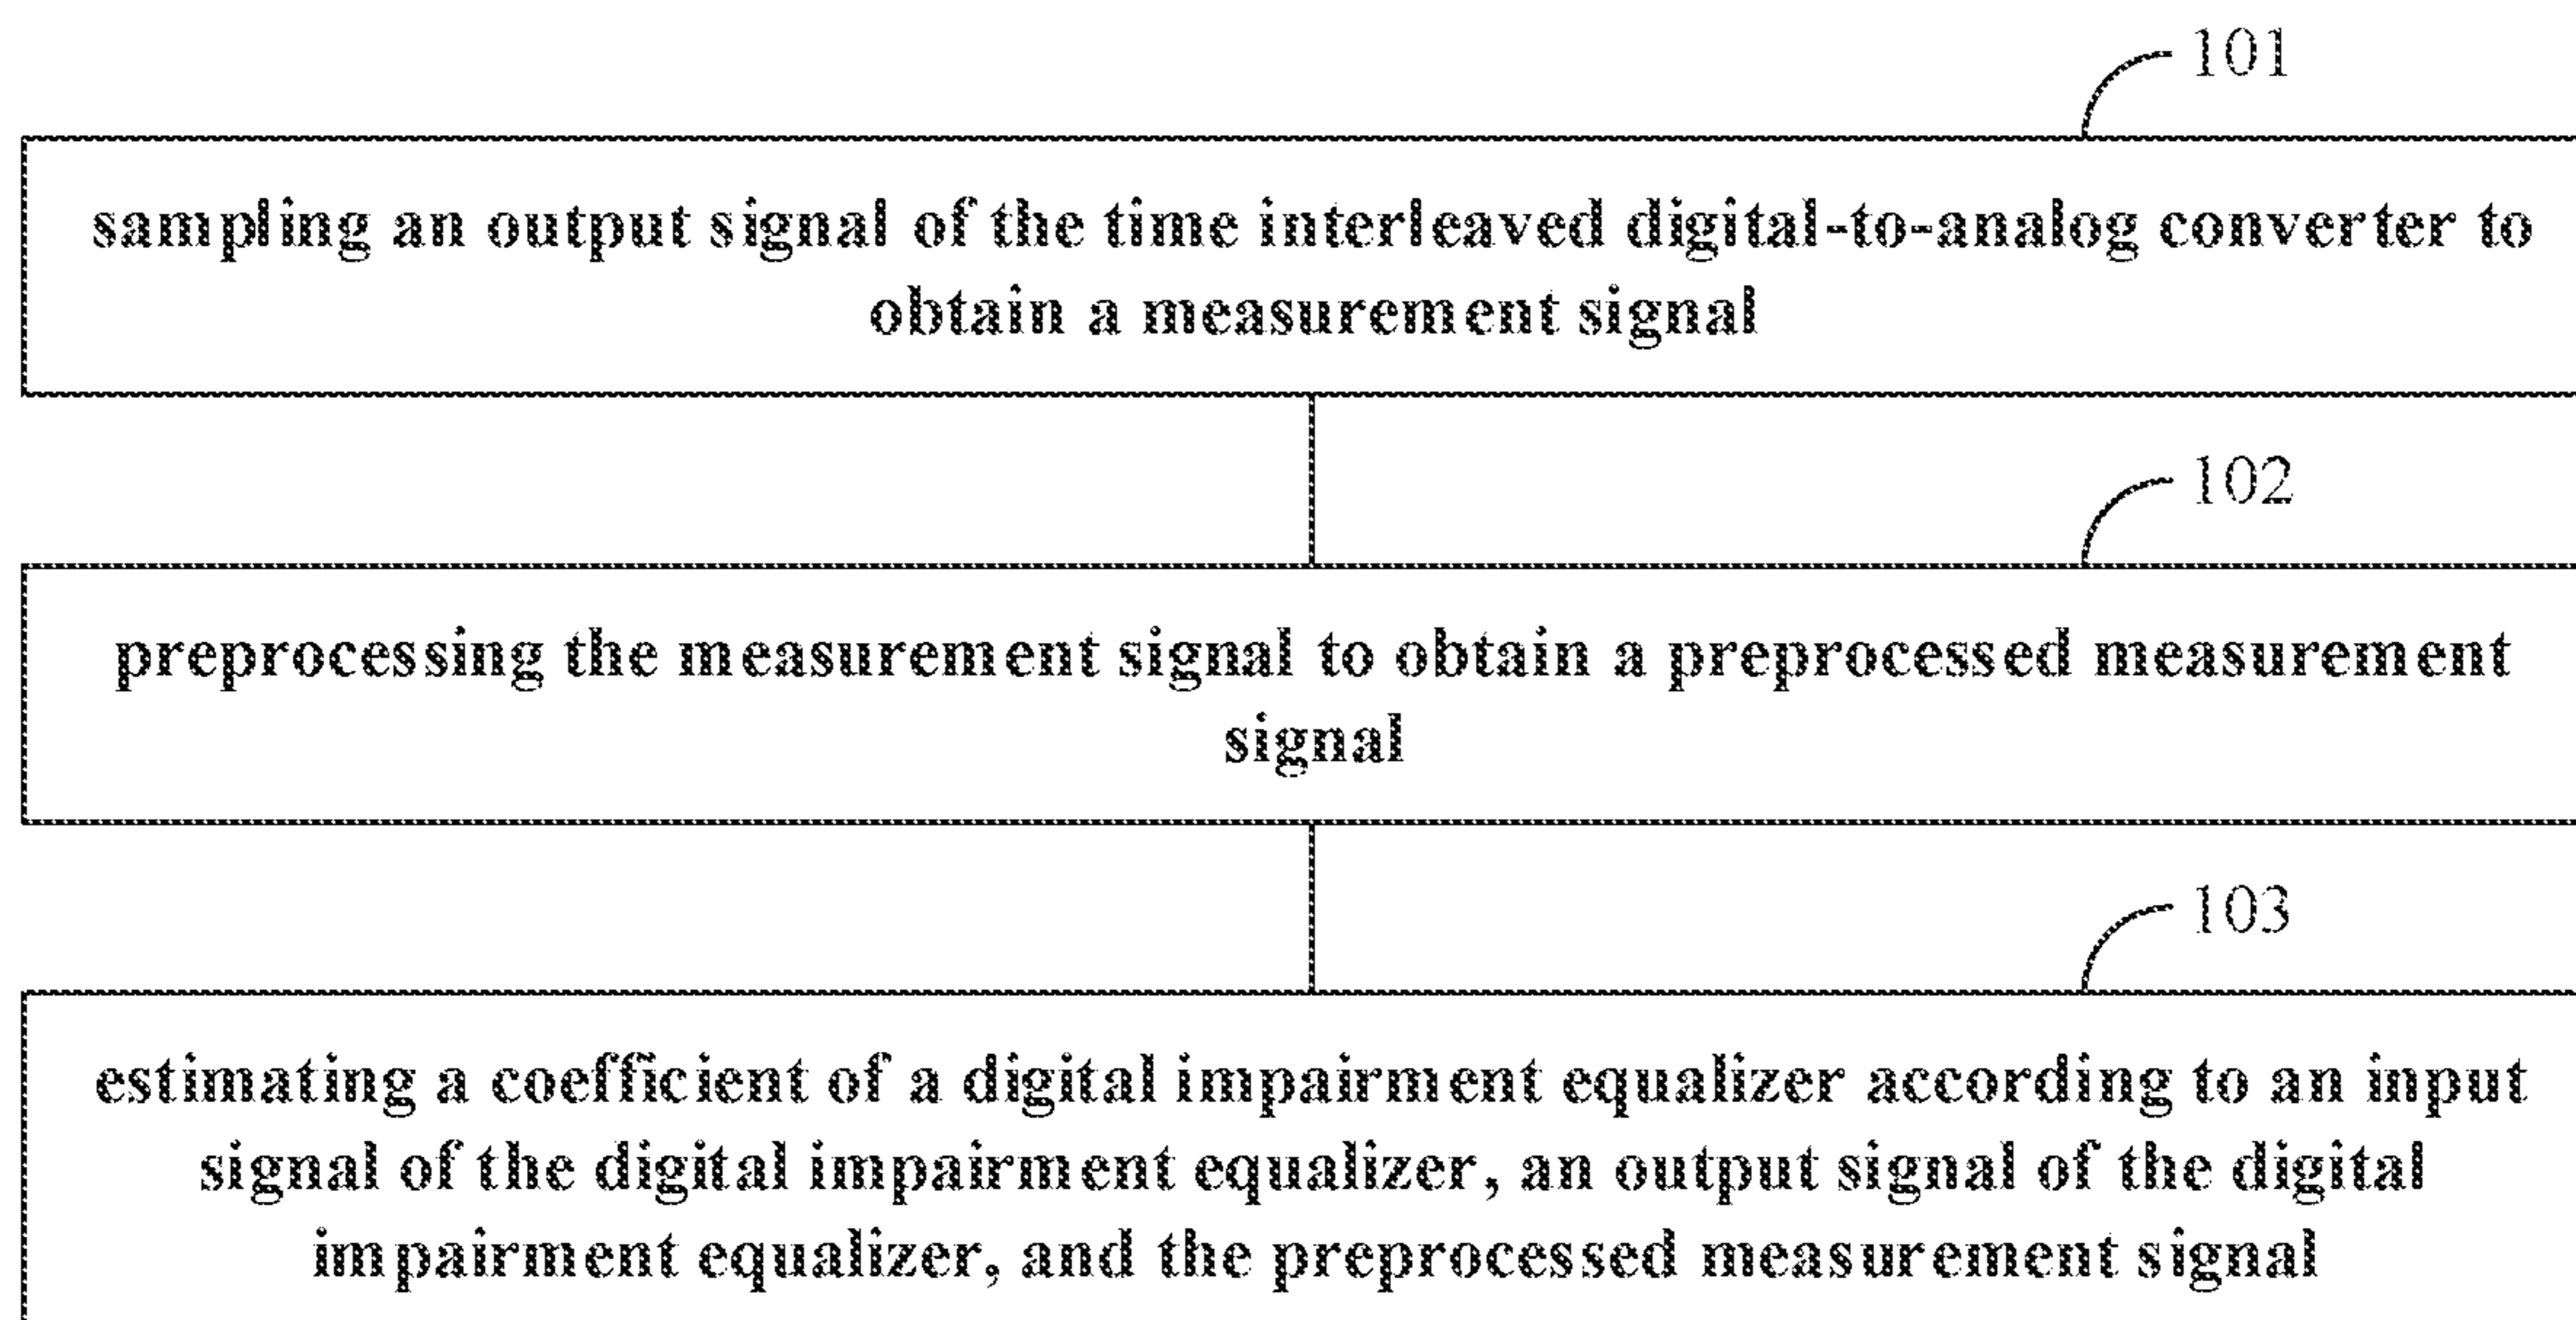 101
sampling an output signal of the time interleaved digital-to-analog converter to
obtain a measurement signal
102
preprocessing the measurement signal to obtain a preprocessed measurement
signal
103
estimating a coefficient of a digital impairment equalizer according to an input
signal of the digital impairment equalizer, an output signal of the digital
impairment equalizer, and the preprocessed measurement signal